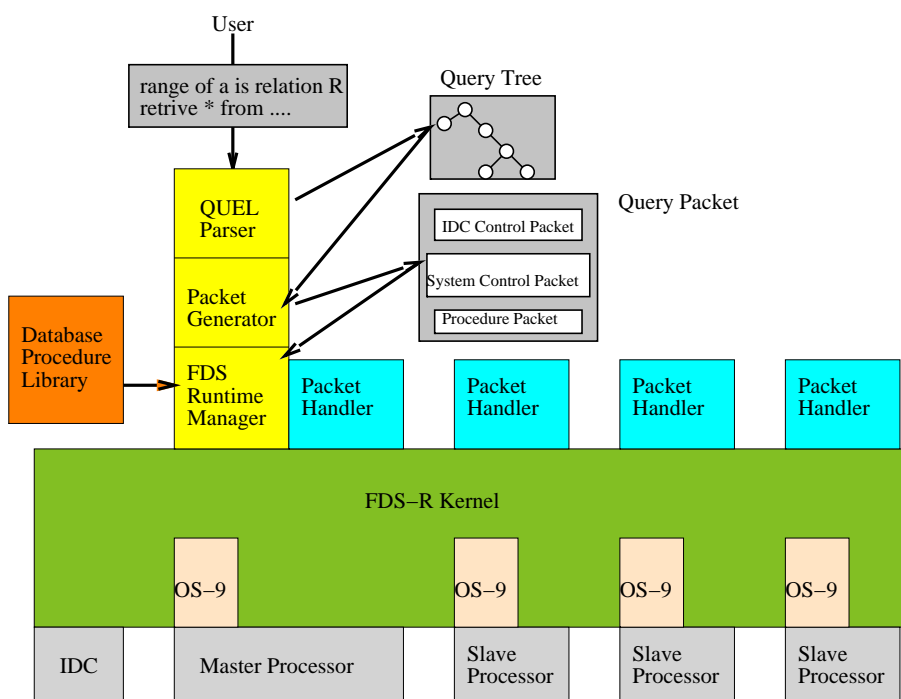 User
range of a is relation R
retrive * from ....
Query Tree
QUEL
Parser
Query Packet
IDC Control Packet
System Control Packet
Procedure Packet
Packet
Generator
Database
Procedure
Library
FDS
Runtime
Manager
Packet
Handler
Packet
Handler
Packet
Handler
Packet
Handler
FDS−R Kernel
OS−9
OS−9
OS−9
OS−9
IDC
Master Processor
Slave
Processor
Slave
Processor
Slave
Processor